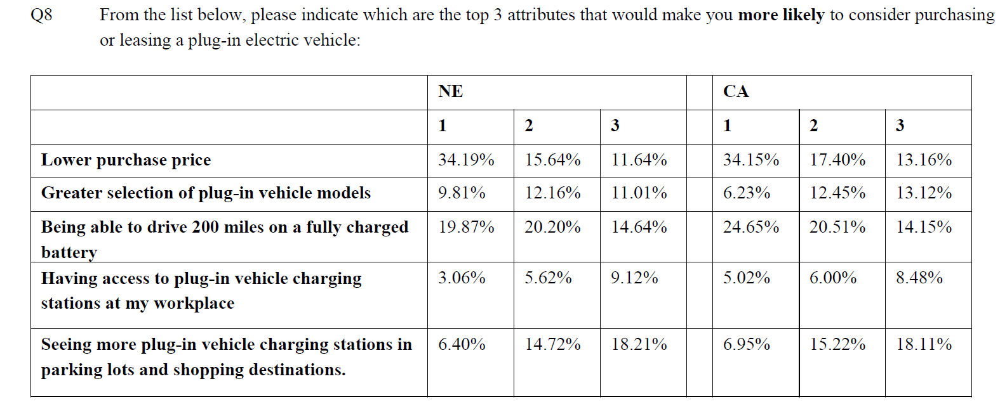 Q8 From the list below, please indicate which are the top 3 attributes that would make you more likely to consider purchasing
or leasing a plug-in electric vehicle:
NE CA
1 2 3 1 2 3
Lower purchase price 34.19% 15.64% 11.64% 34.15% 17.40% 13.16%
Greater selection of plug-in vehicle models 9.81% 12.16% 11.01% 6.23% 12.45% 13.12%
Being able to drive 200 miles on a fully charged 19.87% 20.20% 14.64% 24.65% 20.51% 14.15%
battery
Having access to plug-in vehicle charging 3.06% 5.62% 9.12% 5.02% 6.00% 8.48%
stations at my workplace
Seeing more plug-in vehicle charging stations in 6.40% 14.72% 18.21% 6.95% 15.22% 18.11%
parking lots and shopping destinations.